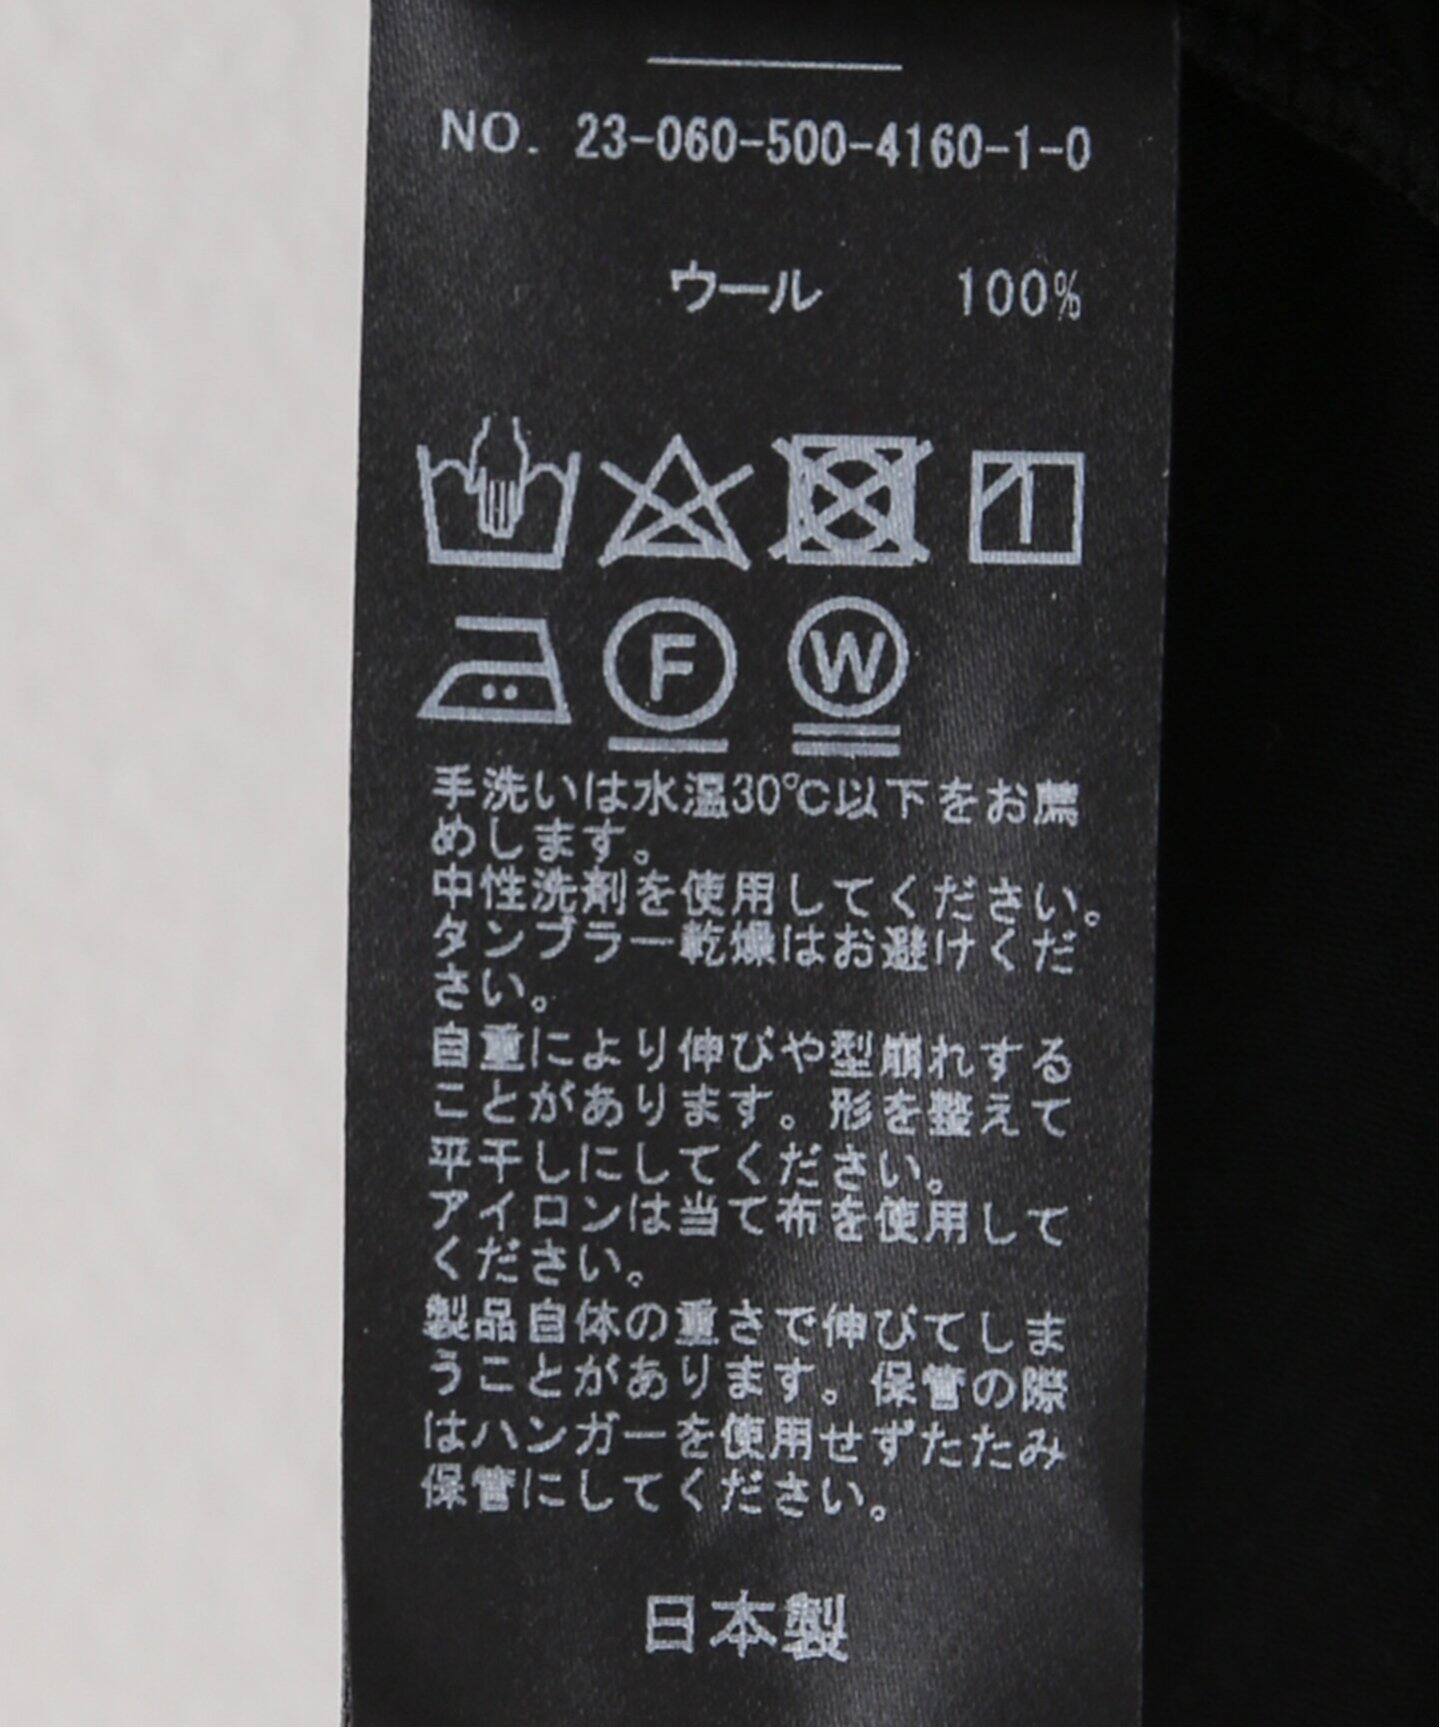 NO. 23-060-500-4160-1-0
ウール 100%
F W
手洗いは水温30℃以下をお薦
めします。
中性洗剤を使用してください。
タンブラー乾燥はお避けくだ
さい。
自重により伸びや型崩れする
ことがあります。形を整えて
平干しにしてください。
アイロンは当て布を使用して
ください。
製品自体の重さで伸びてしま
うことがあります。保管の際
はハンガーを使用せずたたみ
保管にしてください。
日本製